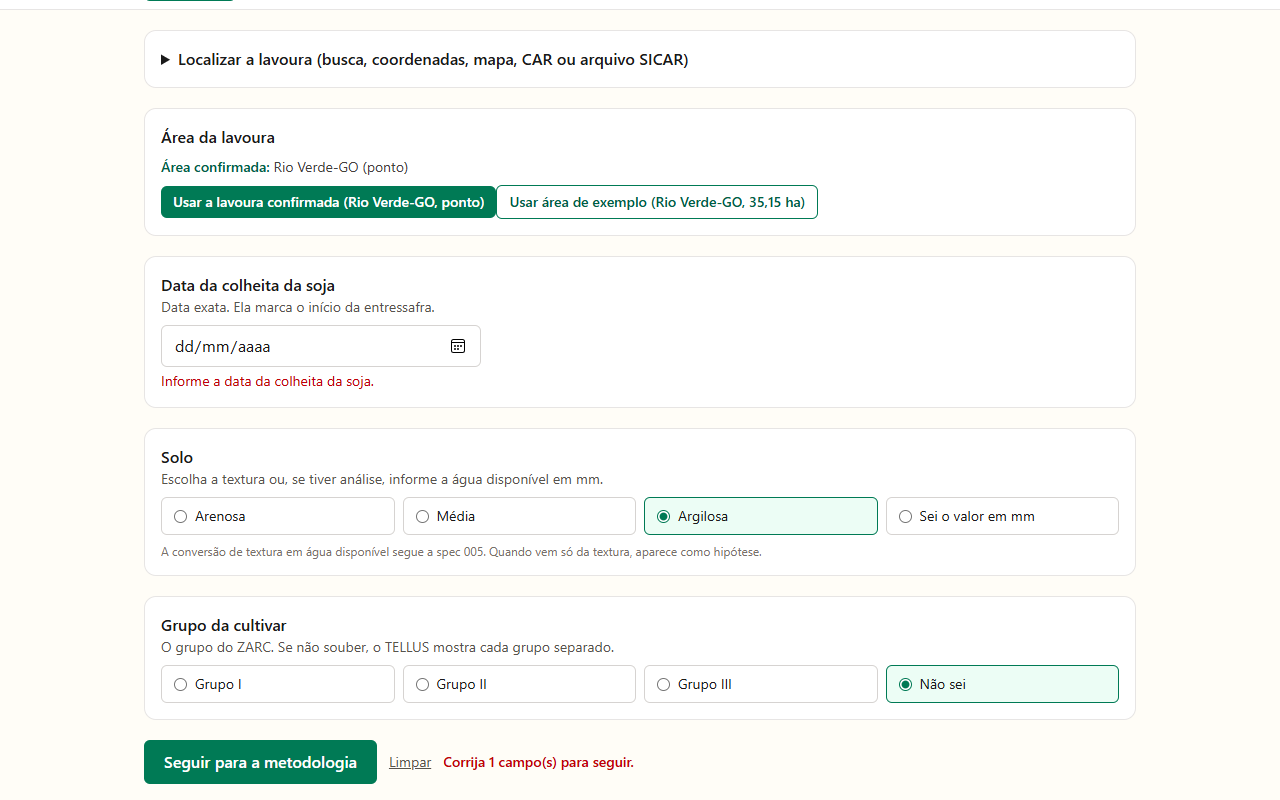 Localizar a lavoura (busca, coordenadas, mapa, CAR ou arquivo SICAR)
Área da lavoura
Área confirmada: Rio Verde-GO (ponto)
Usar a lavoura confirmada (Rio Verde-GO, ponto)
Usar área de exemplo (Rio Verde-GO, 35,15 ha)
Data da colheita da soja
Data exata. Ela marca o início da entressafra.
dd/mm/aaaa
Informe a data da colheita da soja.
Solo
Escolha a textura ou, se tiver análise, informe a água disponível em mm.
Arenosa
Média
Argilosa
Sei o valor em mm
A conversão de textura em água disponível segue a spec 005. Quando vem só da textura, aparece como hipótese.
Grupo da cultivar
O grupo do ZARC. Se não souber, o TELLUS mostra cada grupo separado.
Grupo I
Grupo II
Grupo III
Não sei
Seguir para a metodologia
Limpar
Corrija 1 campo(s) para seguir.